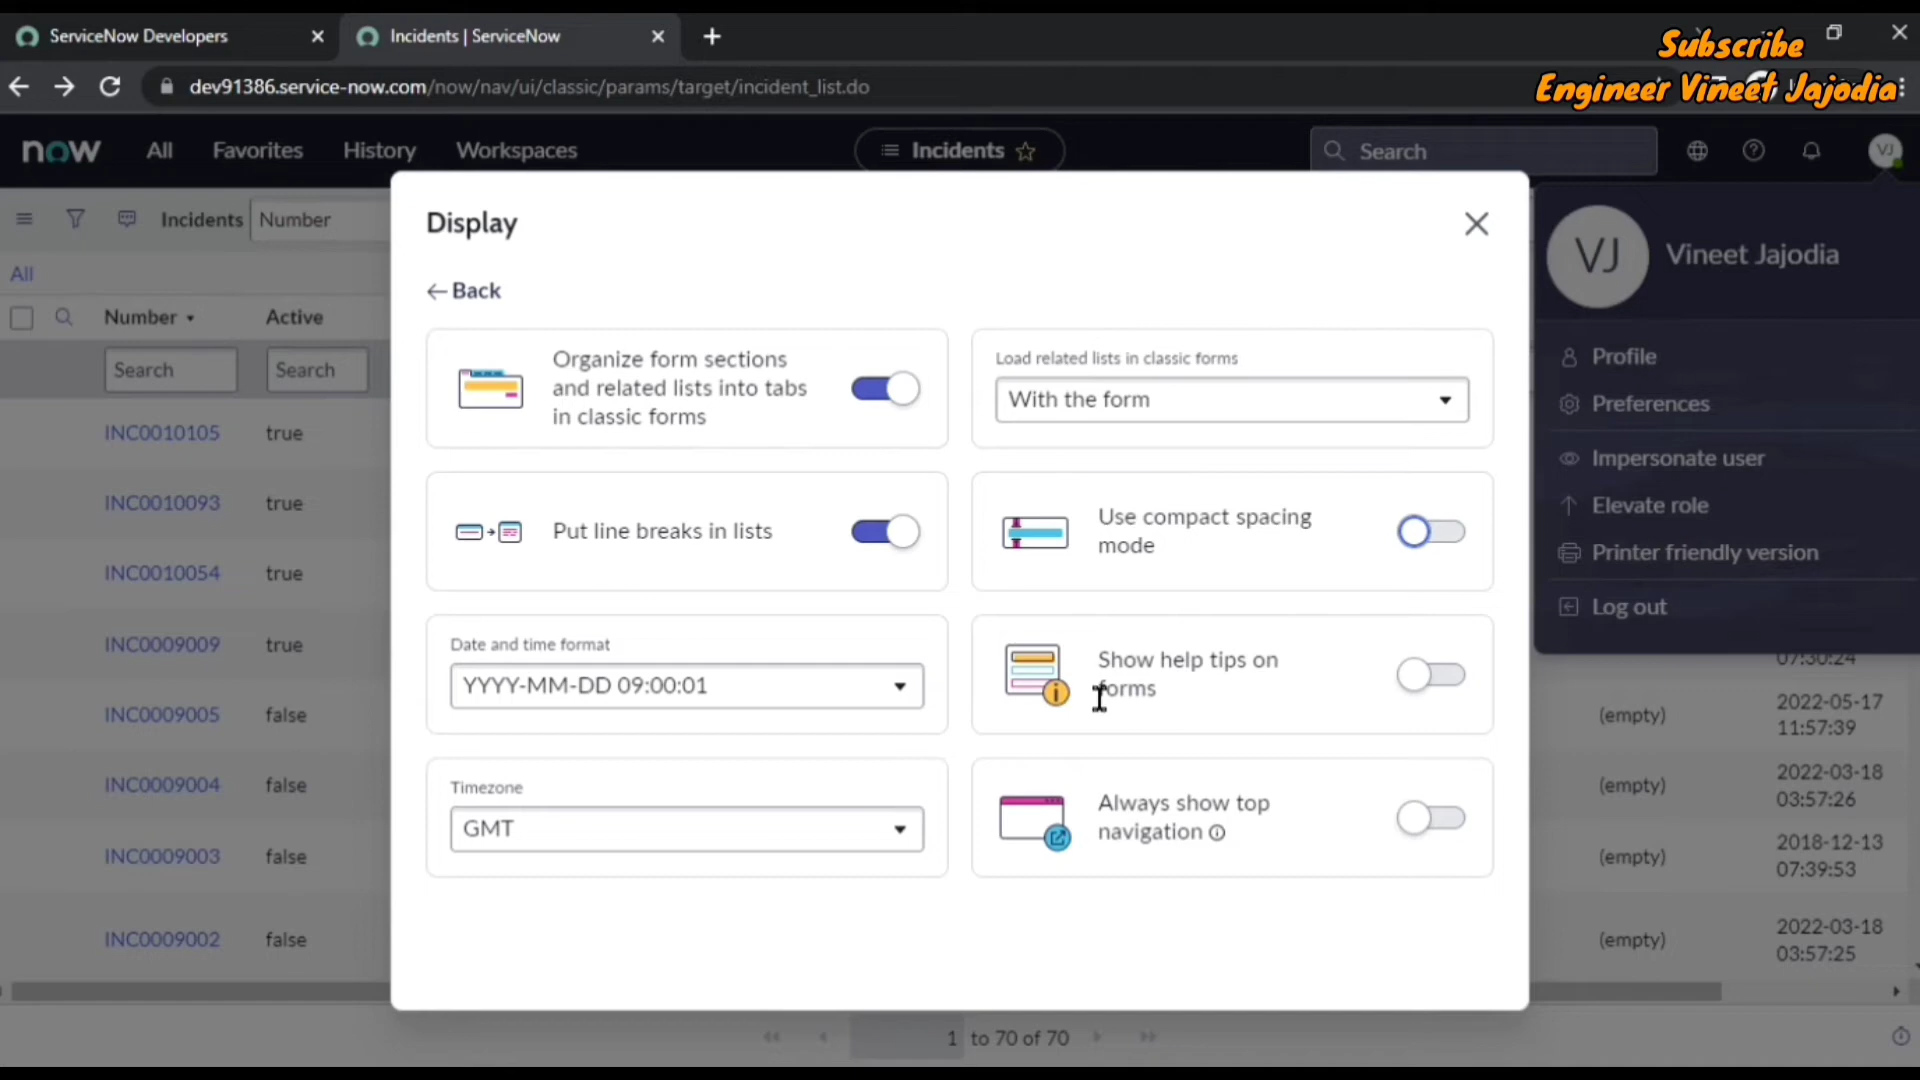 ServiceNow Developers
Incidents | ServiceNow
Subscribe
Engineer Vineet Jajodia
dev91386.service-now.com/now/nav/ui/classic/params/target/incident_list.do
now
All
Favorites
History
Workspaces
Incidents
Search
VJ
Incidents
Number
All
Number
Active
Search
Search
INC0010105
true
INC0010093
true
INC0010054
true
INC0009009
true
INC0009005
false
INC0009004
false
INC0009003
false
INC0009002
false
Display
Back
Organize form sections
and related lists into tabs
in classic forms
Load related lists in classic forms
With the form
Put line breaks in lists
Use compact spacing
mode
Date and time format
YYYY-MM-DD 09:00:01
Show help tips on
forms
Timezone
GMT
Always show top
navigation
VJ
Vineet Jajodia
Profile
Preferences
Impersonate user
Elevate role
Printer friendly version
Log out
07:30:24
(empty)
2022-05-17
11:57:39
(empty)
2022-03-18
03:57:26
(empty)
2018-12-13
07:39:53
(empty)
2022-03-18
03:57:25
1 to 70 of 70